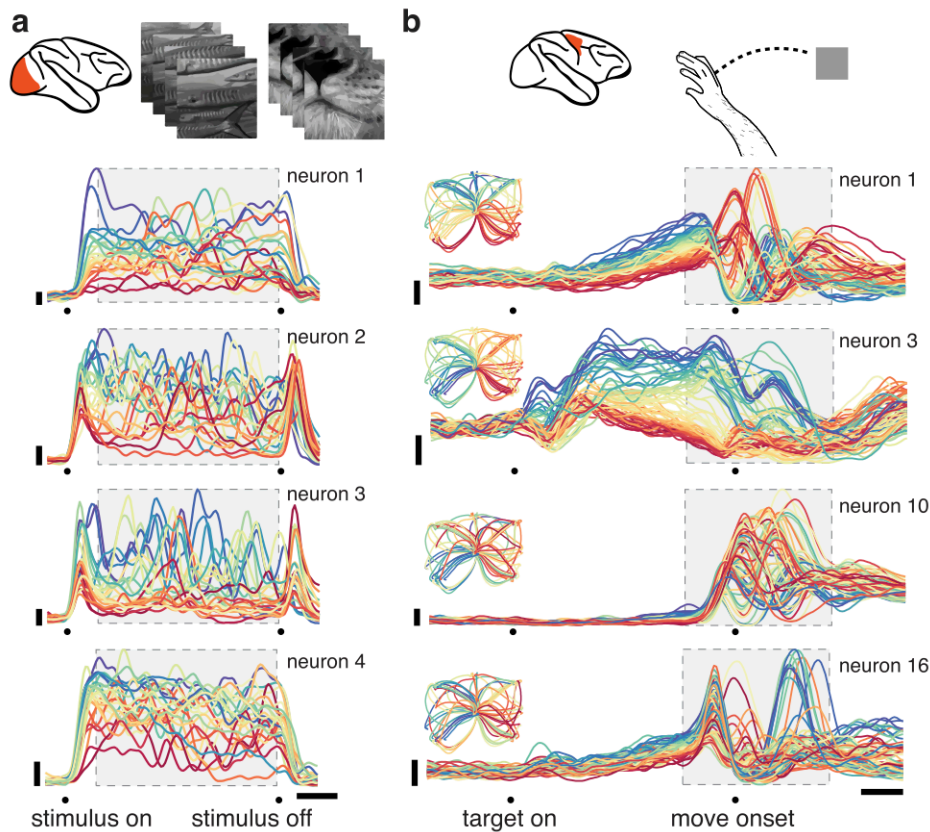 a
b
neuron 1
neuron 2
neuron 3
neuron 4
stimulus on
stimulus off
neuron 1
neuron 3
neuron 10
neuron 16
target on
move onset